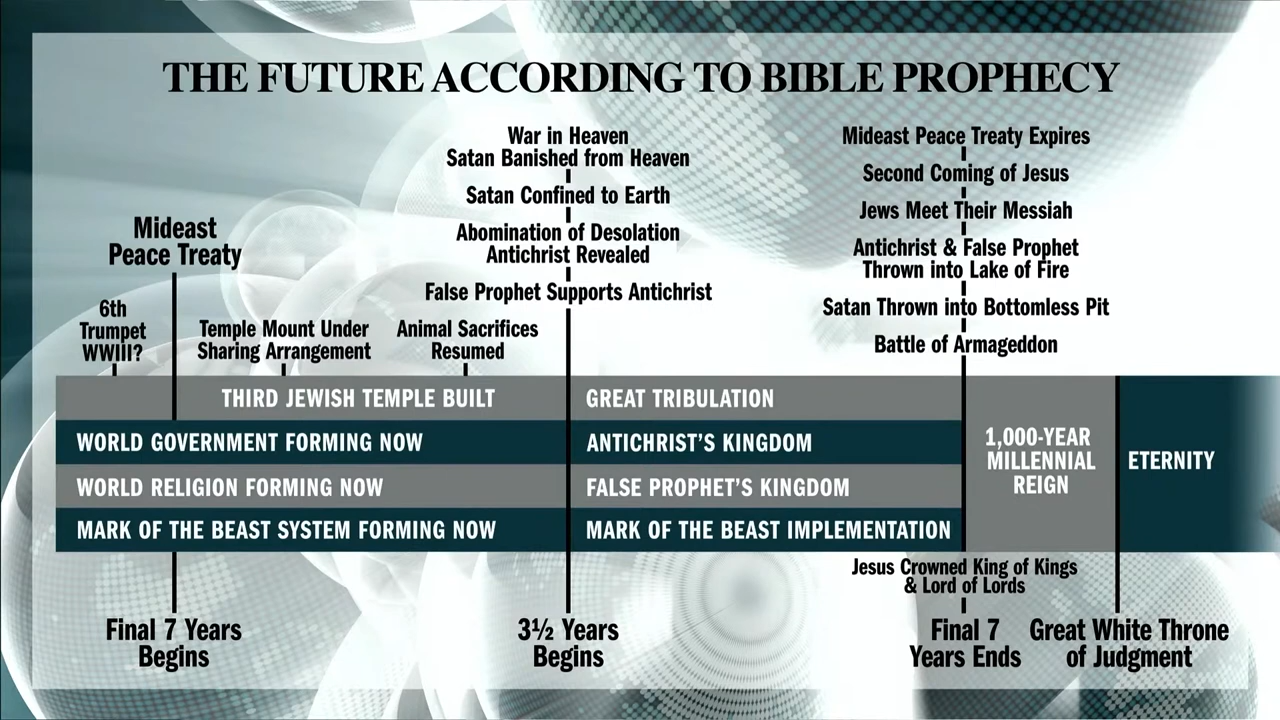 THE FUTURE ACCORDING TO BIBLE PROPHECY
War in Heaven
Satan Banished from Heaven
Satan Confined to Earth
Abomination of Desolation
Antichrist Revealed
False Prophet Supports Antichrist
Mideast Peace Treaty Expires
Second Coming of Jesus
Jews Meet Their Messiah
Antichrist & False Prophet
Thrown into Lake of Fire
Satan Thrown into Bottomless Pit
Battle of Armageddon
Mideast
Peace Treaty
6th
Trumpet
WWIII?
Temple Mount Under
Sharing Arrangement
Animal Sacrifices
Resumed
THIRD JEWISH TEMPLE BUILT
GREAT TRIBULATION
WORLD GOVERNMENT FORMING NOW
ANTICHRIST'S KINGDOM
WORLD RELIGION FORMING NOW
FALSE PROPHET'S KINGDOM
MARK OF THE BEAST SYSTEM FORMING NOW
MARK OF THE BEAST IMPLEMENTATION
1,000-YEAR
MILLENNIAL
REIGN
ETERNITY
Jesus Crowned King of Kings
& Lord of Lords
Final 7 Years
Begins
3½ Years
Begins
Final 7
Years Ends
Great White Throne
of Judgment